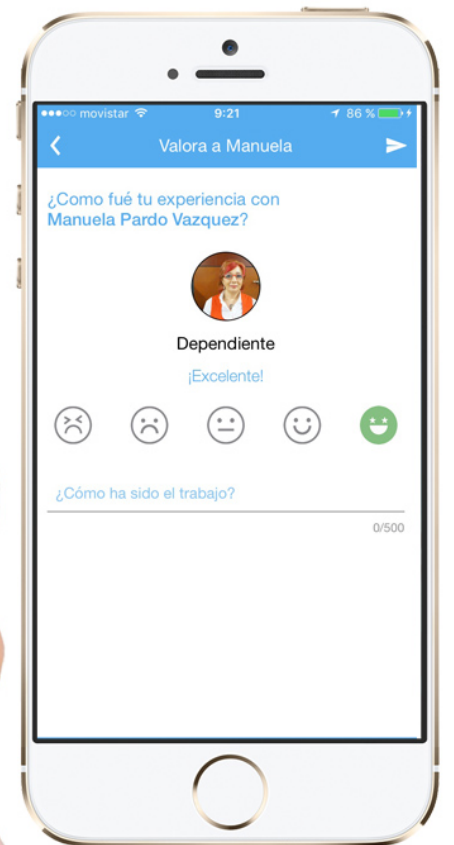 movistar 9:21 86 %
Valora a Manuela
¿Como fué tu experiencia con
Manuela Pardo Vazquez?
Dependiente
¡Excelente!
¿Cómo ha sido el trabajo?
0/500